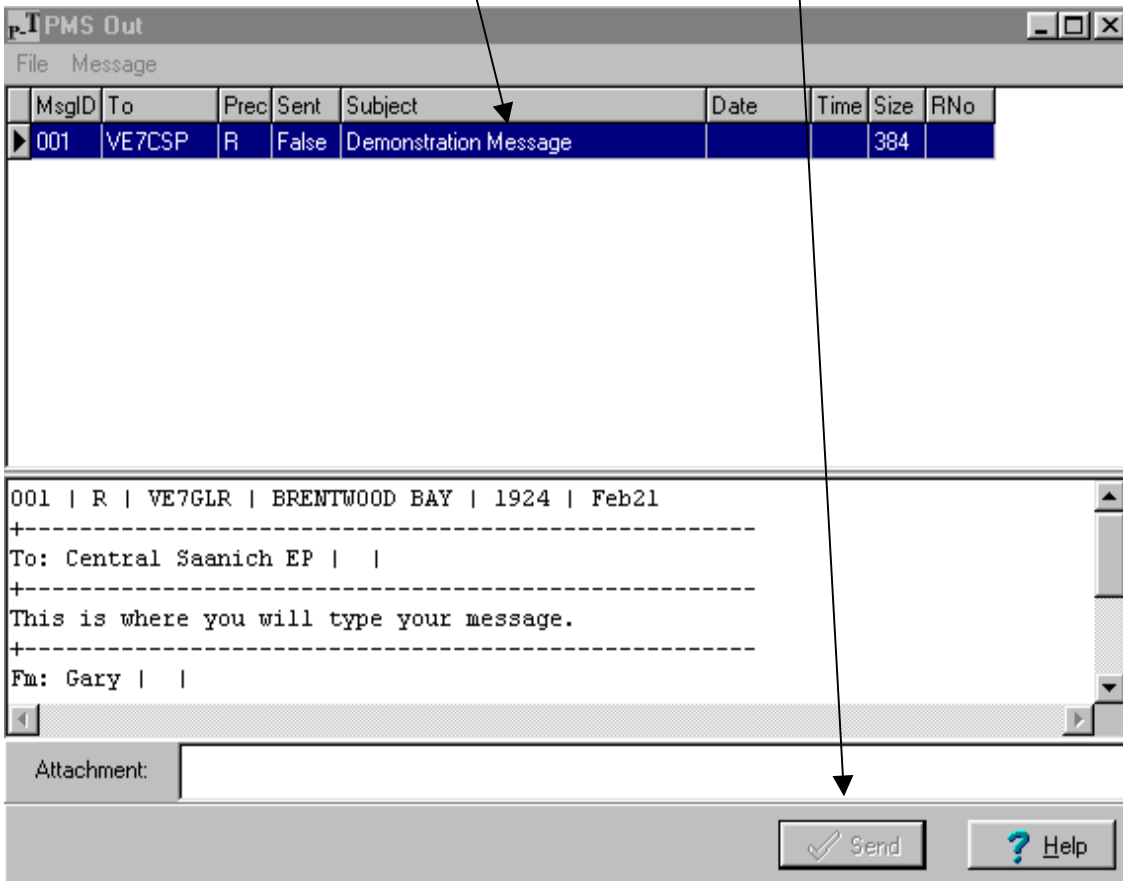 P-T PMS Out
File Message
MsgID To Prec Sent Subject Date Time Size RNo
001 VE7CSP R False Demonstration Message 384
001 | R | VE7GLR | BRENTWOOD BAY | 1924 | Feb21
+----------------------------------------------------
To: Central Saanich EP |  |
+----------------------------------------------------
This is where you will type your message.
+----------------------------------------------------
Fm: Gary |  |
Attachment:
Send ? Help